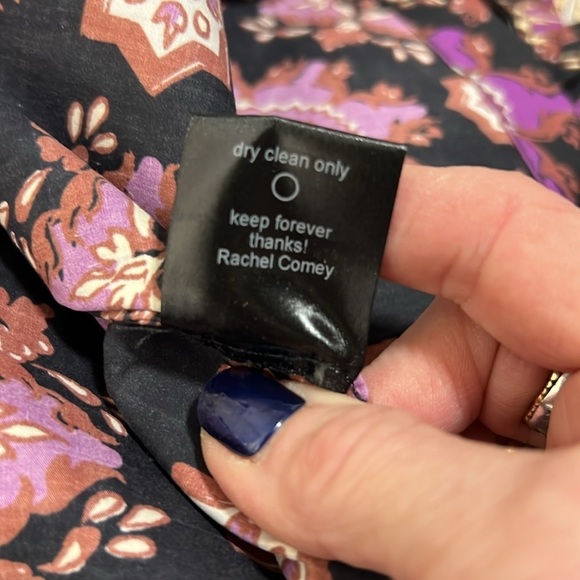 dry clean only
keep forever
thanks!
Rachel Comey